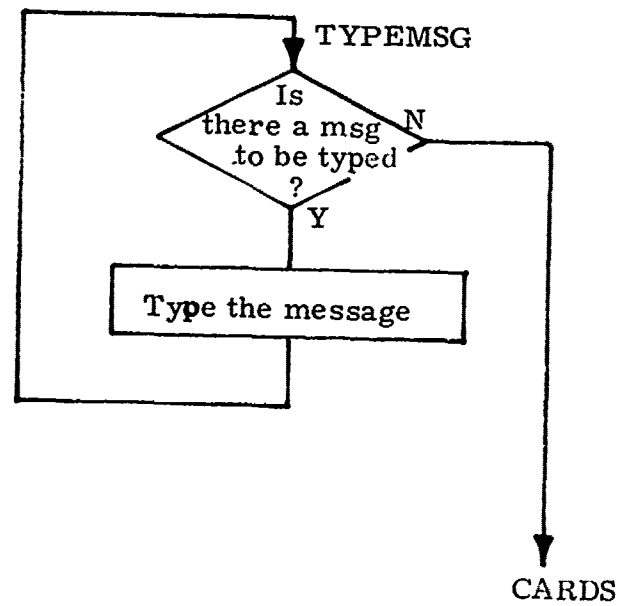 TYPEMSG
Is
there a msg
to be typed
?
N
Y
Type the message
CARDS